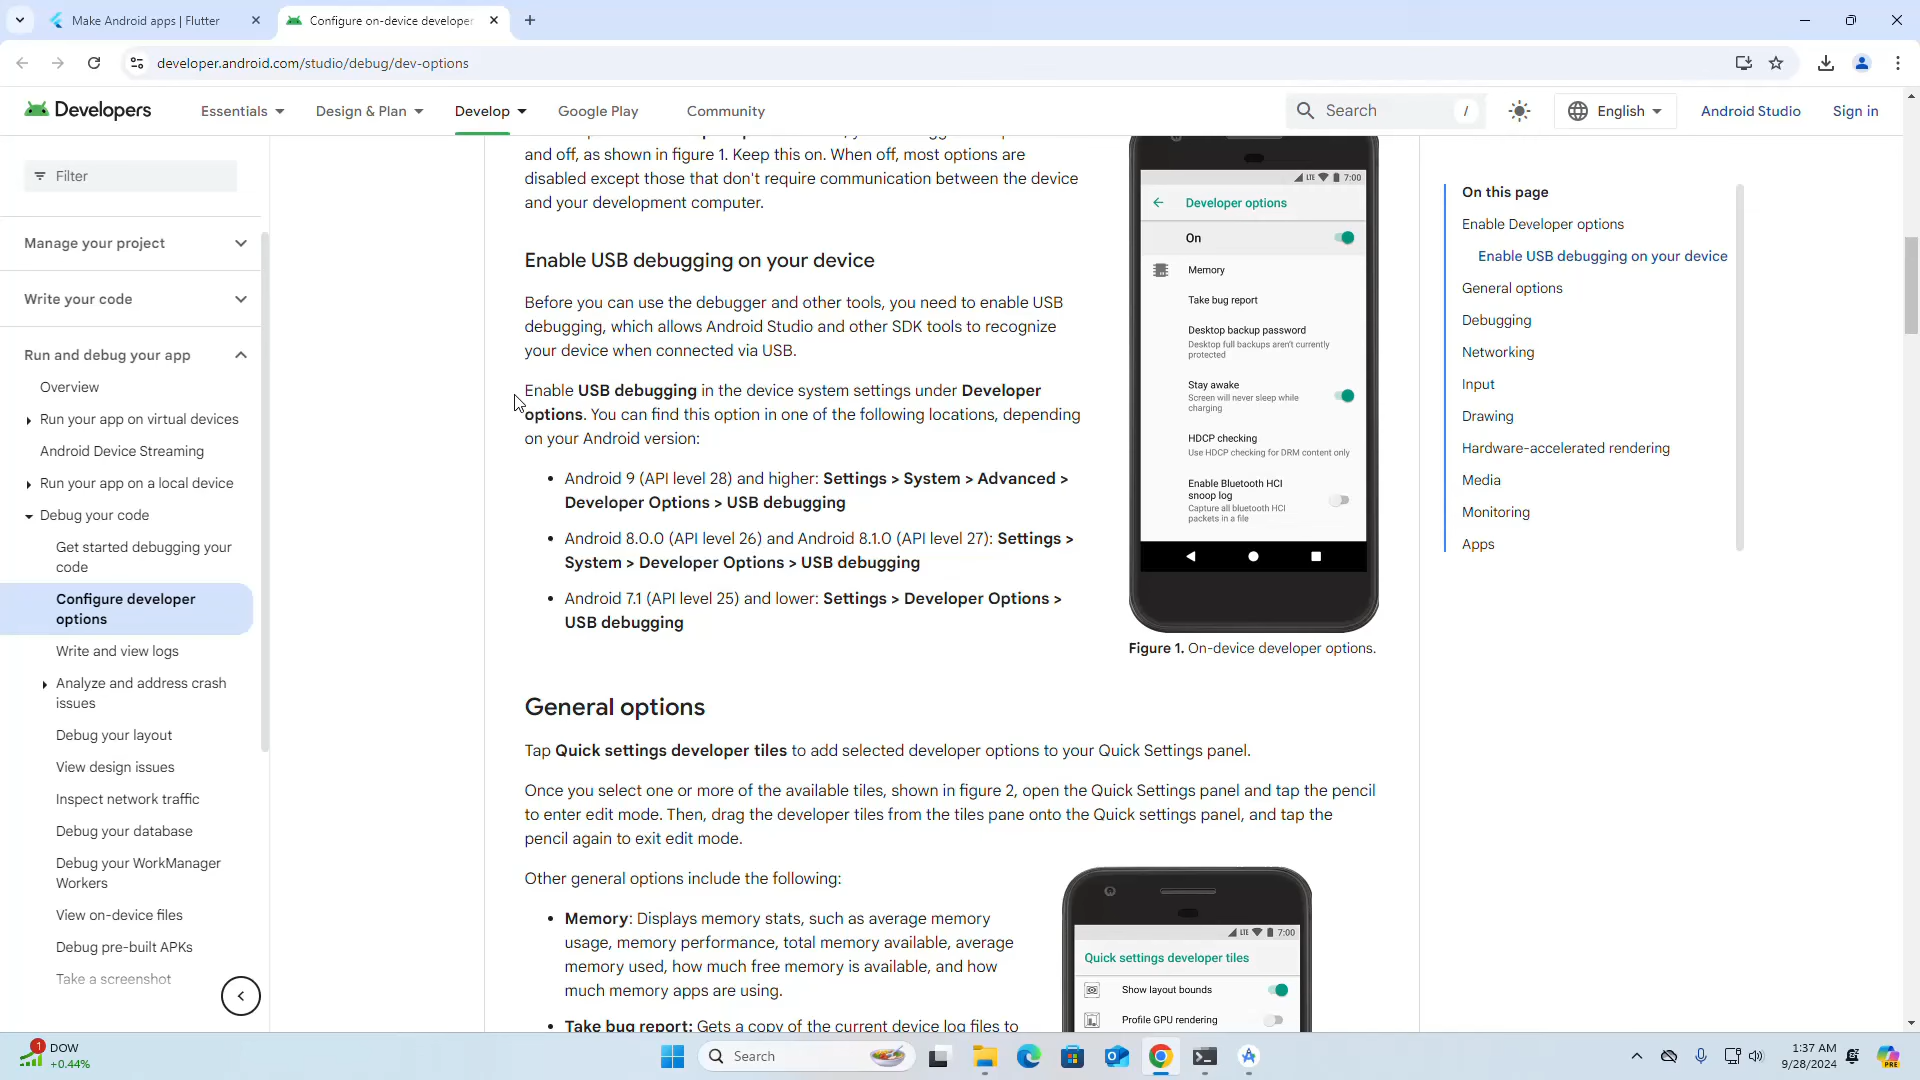 Make Android apps | Flutter
Configure on-device developer
developer.android.com/studio/debug/dev-options
Developers
Essentials
Design & Plan
Develop
Google Play
Community
Search
/
English
Android Studio
Sign in
Filter
Manage your project
Write your code
Run and debug your app
Overview
Run your app on virtual devices
Android Device Streaming
Run your app on a local device
Debug your code
Get started debugging your
code
Configure developer
options
Write and view logs
Analyze and address crash
issues
Debug your layout
View design issues
Inspect network traffic
Debug your database
Debug your WorkManager
Workers
View on-device files
Debug pre-built APKs
Take a screenshot
and off, as shown in figure 1. Keep this on. When off, most options are
disabled except those that don't require communication between the device
and your development computer.
Enable USB debugging on your device
Before you can use the debugger and other tools, you need to enable USB
debugging, which allows Android Studio and other SDK tools to recognize
your device when connected via USB.
Enable USB debugging in the device system settings under Developer
options. You can find this option in one of the following locations, depending
on your Android version:
• Android 9 (API level 28) and higher: Settings > System > Advanced >
Developer Options > USB debugging
• Android 8.0.0 (API level 26) and Android 8.1.0 (API level 27): Settings >
System > Developer Options > USB debugging
• Android 7.1 (API level 25) and lower: Settings > Developer Options >
USB debugging
LTE 7:00
Developer options
On
Memory
Take bug report
Desktop backup password
Desktop full backups aren't currently
protected
Stay awake
Screen will never sleep while
charging
HDCP checking
Use HDCP checking for DRM content only
Enable Bluetooth HCI
snoop log
Capture all bluetooth HCI
packets in a file
Figure 1. On-device developer options.
General options
Tap Quick settings developer tiles to add selected developer options to your Quick Settings panel.
Once you select one or more of the available tiles, shown in figure 2, open the Quick Settings panel and tap the pencil
to enter edit mode. Then, drag the developer tiles from the tiles pane onto the Quick settings panel, and tap the
pencil again to exit edit mode.
Other general options include the following:
• Memory: Displays memory stats, such as average memory
usage, memory performance, total memory available, average
memory used, how much free memory is available, and how
much memory apps are using.
• Take bug report: Gets a copy of the current device log files to
LTE 7:00
Quick settings developer tiles
Show layout bounds
Profile GPU rendering
On this page
Enable Developer options
Enable USB debugging on your device
General options
Debugging
Networking
Input
Drawing
Hardware-accelerated rendering
Media
Monitoring
Apps
1
DOW
+0.44%
Search
1:37 AM
9/28/2024
PRE